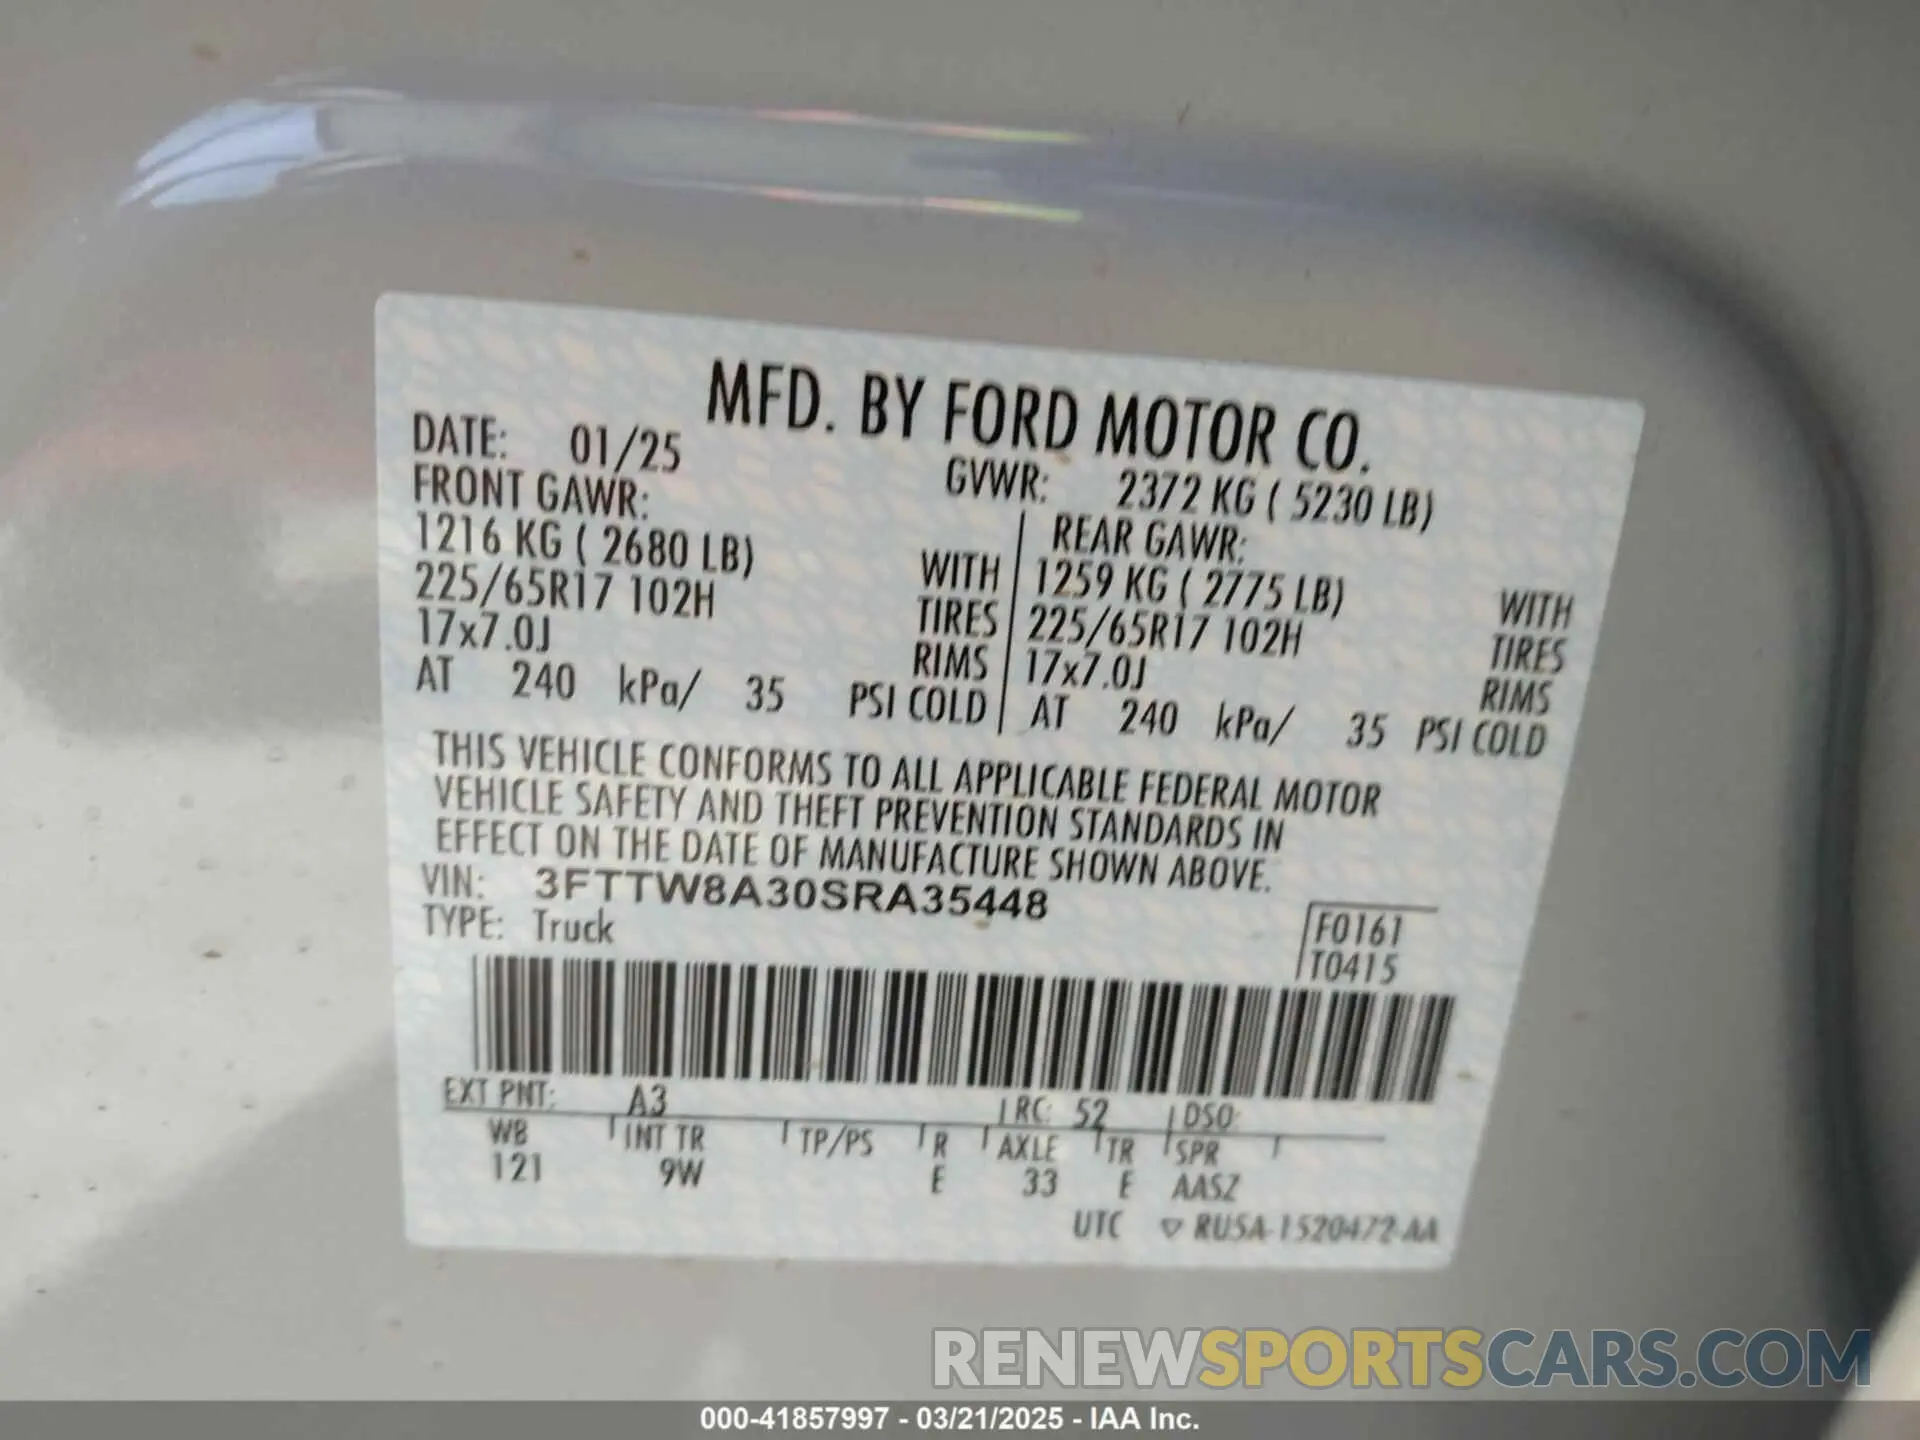 MFD. BY FORD MOTOR CO.
DATE: 01/25
GVWR: 2372 KG ( 5230 LB)
FRONT GAWR:
1216 KG ( 2680 LB) WITH
225/65R17 102H TIRES
17x7.0J RIMS
AT 240 kPa/ 35 PSI COLD
REAR GAWR:
1259 KG ( 2775 LB) WITH
225/65R17 102H TIRES
17x7.0J RIMS
AT 240 kPa/ 35 PSI COLD
THIS VEHICLE CONFORMS TO ALL APPLICABLE FEDERAL MOTOR
VEHICLE SAFETY AND THEFT PREVENTION STANDARDS IN
EFFECT ON THE DATE OF MANUFACTURE SHOWN ABOVE.
VIN: 3FTTW8A30SRA35448
TYPE: Truck
F0161
T0415
EXT PNT: A3 RC: 52 DSO:
WB INT TR TP/PS R AXLE TR SPR
121 9W E 33 E AASZ
UTC ▽ RU5A-1520472-AA
RENEWSPORTSCARS.COM
000-41857997 - 03/21/2025 - IAA Inc.